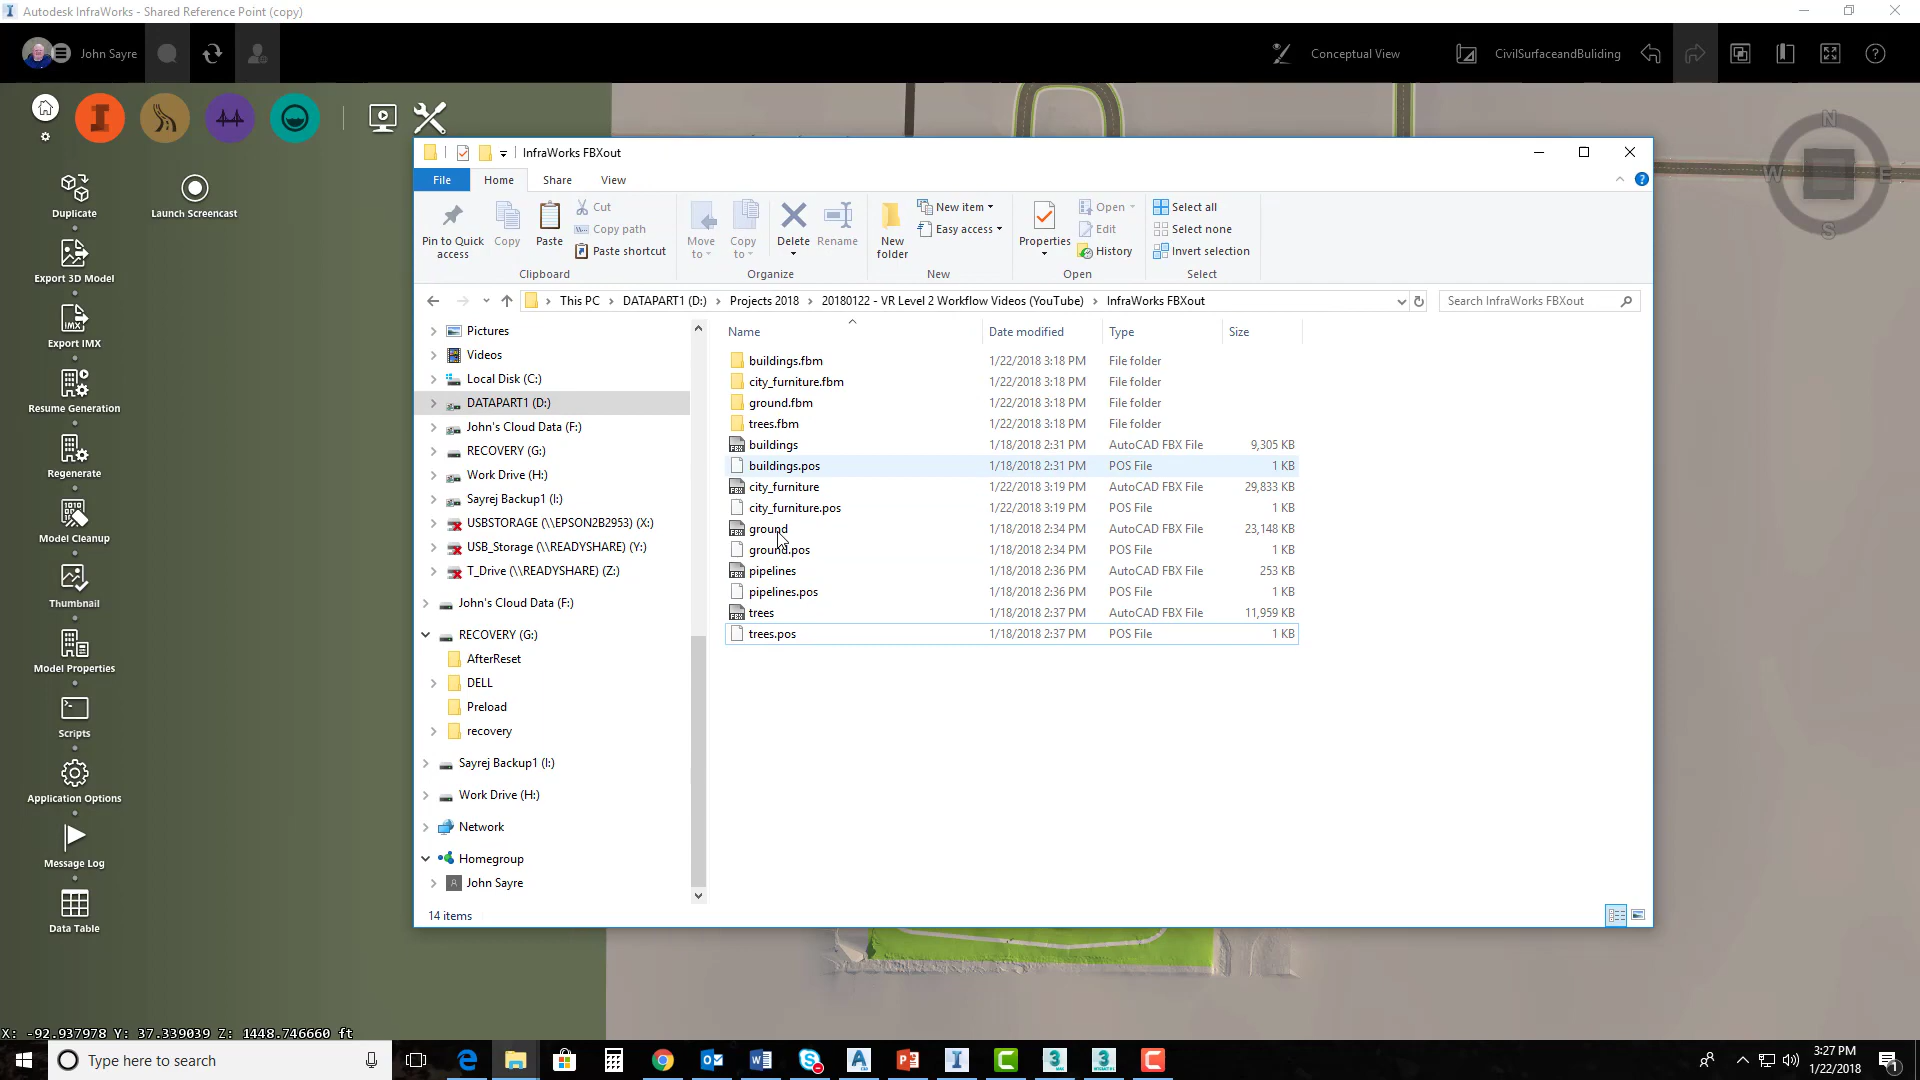 Autodesk InfraWorks - Shared Reference Point (copy)
John Sayre
Conceptual View
CivilSurfaceandBuliding
Duplicate
Launch Screencast
Export 3D Model
Export IMX
Resume Generation
Regenerate
Model Cleanup
Thumbnail
Model Properties
Scripts
Application Options
Message Log
Data Table
N
W
E
S
InfraWorks FBXout
File
Home
Share
View
Pin to Quick access
Copy
Paste
Cut
Copy path
Paste shortcut
Clipboard
Move to
Copy to
Delete
Rename
Organize
New folder
New item
Easy access
New
Properties
Open
Edit
History
Open
Select all
Select none
Invert selection
Select
This PC
DATAPART1 (D:)
Projects 2018
20180122 - VR Level 2 Workflow Videos (YouTube)
InfraWorks FBXout
Search InfraWorks FBXout
Pictures
Videos
Local Disk (C:)
DATAPART1 (D:)
John's Cloud Data (F:)
RECOVERY (G:)
Work Drive (H:)
Sayrej Backup1 (I:)
USBSTORAGE (\\EPSON2B2953) (X:)
USB_Storage (\\READYSHARE) (Y:)
T_Drive (\\READYSHARE) (Z:)
John's Cloud Data (F:)
RECOVERY (G:)
AfterReset
DELL
Preload
recovery
Sayrej Backup1 (I:)
Work Drive (H:)
Network
Homegroup
John Sayre
Name Date modified Type Size
buildings.fbm 1/22/2018 3:18 PM File folder
city_furniture.fbm 1/22/2018 3:18 PM File folder
ground.fbm 1/22/2018 3:18 PM File folder
trees.fbm 1/22/2018 3:18 PM File folder
buildings 1/18/2018 2:31 PM AutoCAD FBX File 9,305 KB
buildings.pos 1/18/2018 2:31 PM POS File 1 KB
city_furniture 1/22/2018 3:19 PM AutoCAD FBX File 29,833 KB
city_furniture.pos 1/22/2018 3:19 PM POS File 1 KB
ground 1/18/2018 2:34 PM AutoCAD FBX File 23,148 KB
ground.pos 1/18/2018 2:34 PM POS File 1 KB
pipelines 1/18/2018 2:36 PM AutoCAD FBX File 253 KB
pipelines.pos 1/18/2018 2:36 PM POS File 1 KB
trees 1/18/2018 2:37 PM AutoCAD FBX File 11,959 KB
trees.pos 1/18/2018 2:37 PM POS File 1 KB
14 items
X: -92.937978 Y: 37.339039 Z: 1448.746660 ft
Type here to search
3:27 PM
1/22/2018